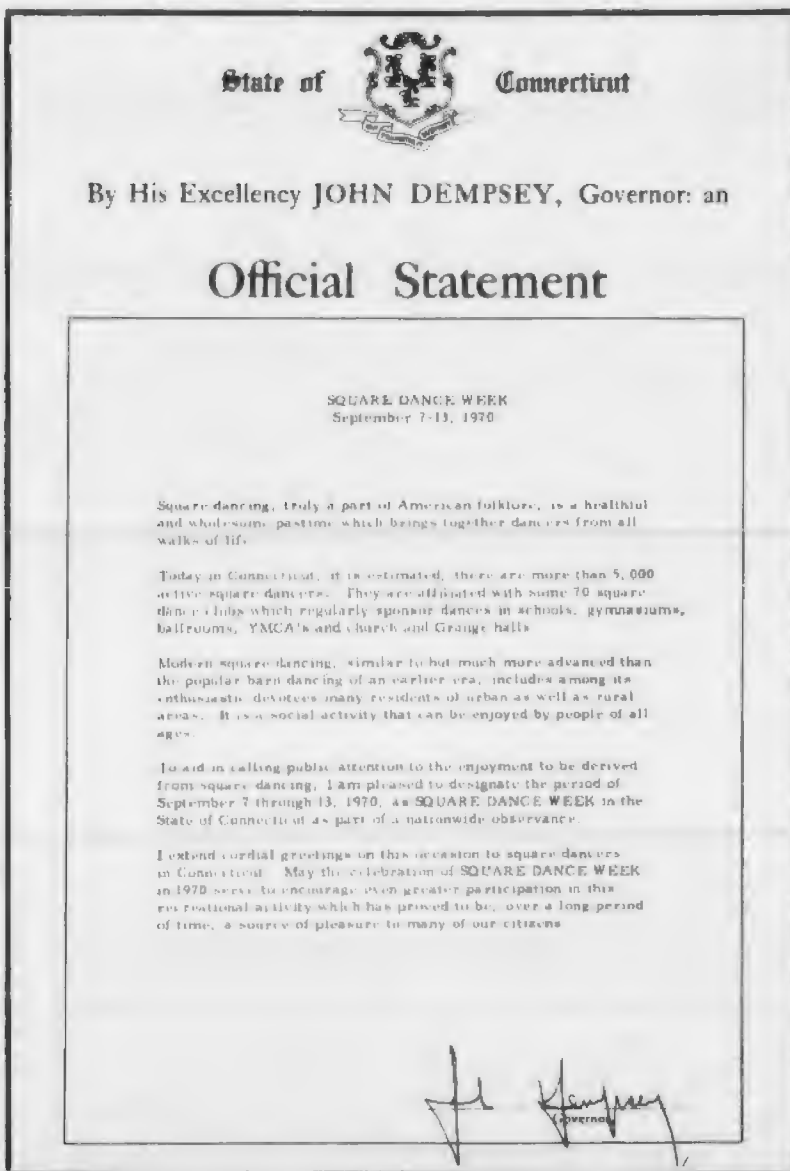 State of Connecticut
By His Excellency JOHN DEMPSEY, Governor: an
Official Statement
SQUARE DANCE WEEK
September 7-13, 1970
Square dancing, truly a part of American folklore, is a healthful
and wholesome pastime which brings together dancers from all
walks of life
Today in Connecticut, it is estimated, there are more than 5,000
active square dancers. They are affiliated with some 70 square
dance clubs which regularly sponsor dances in schools, gymnasiums,
ballrooms, YMCA's and church and Grange halls
Modern square dancing, similar to but much more advanced than
the popular barn dancing of an earlier era, includes among its
enthusiastic devotees many residents of urban as well as rural
areas. It is a social activity that can be enjoyed by people of all
ages.
To aid in calling public attention to the enjoyment to be derived
from square dancing, I am pleased to designate the period of
September 7 through 13, 1970, as SQUARE DANCE WEEK in the
State of Connecticut as part of a nationwide observance.
I extend cordial greetings on this occasion to square dancers
in Connecticut. May the celebration of SQUARE DANCE WEEK
in 1970 serve to encourage even greater participation in this
recreational activity which has proved to be, over a long period
of time, a source of pleasure to many of our citizens
John Dempsey
Governor